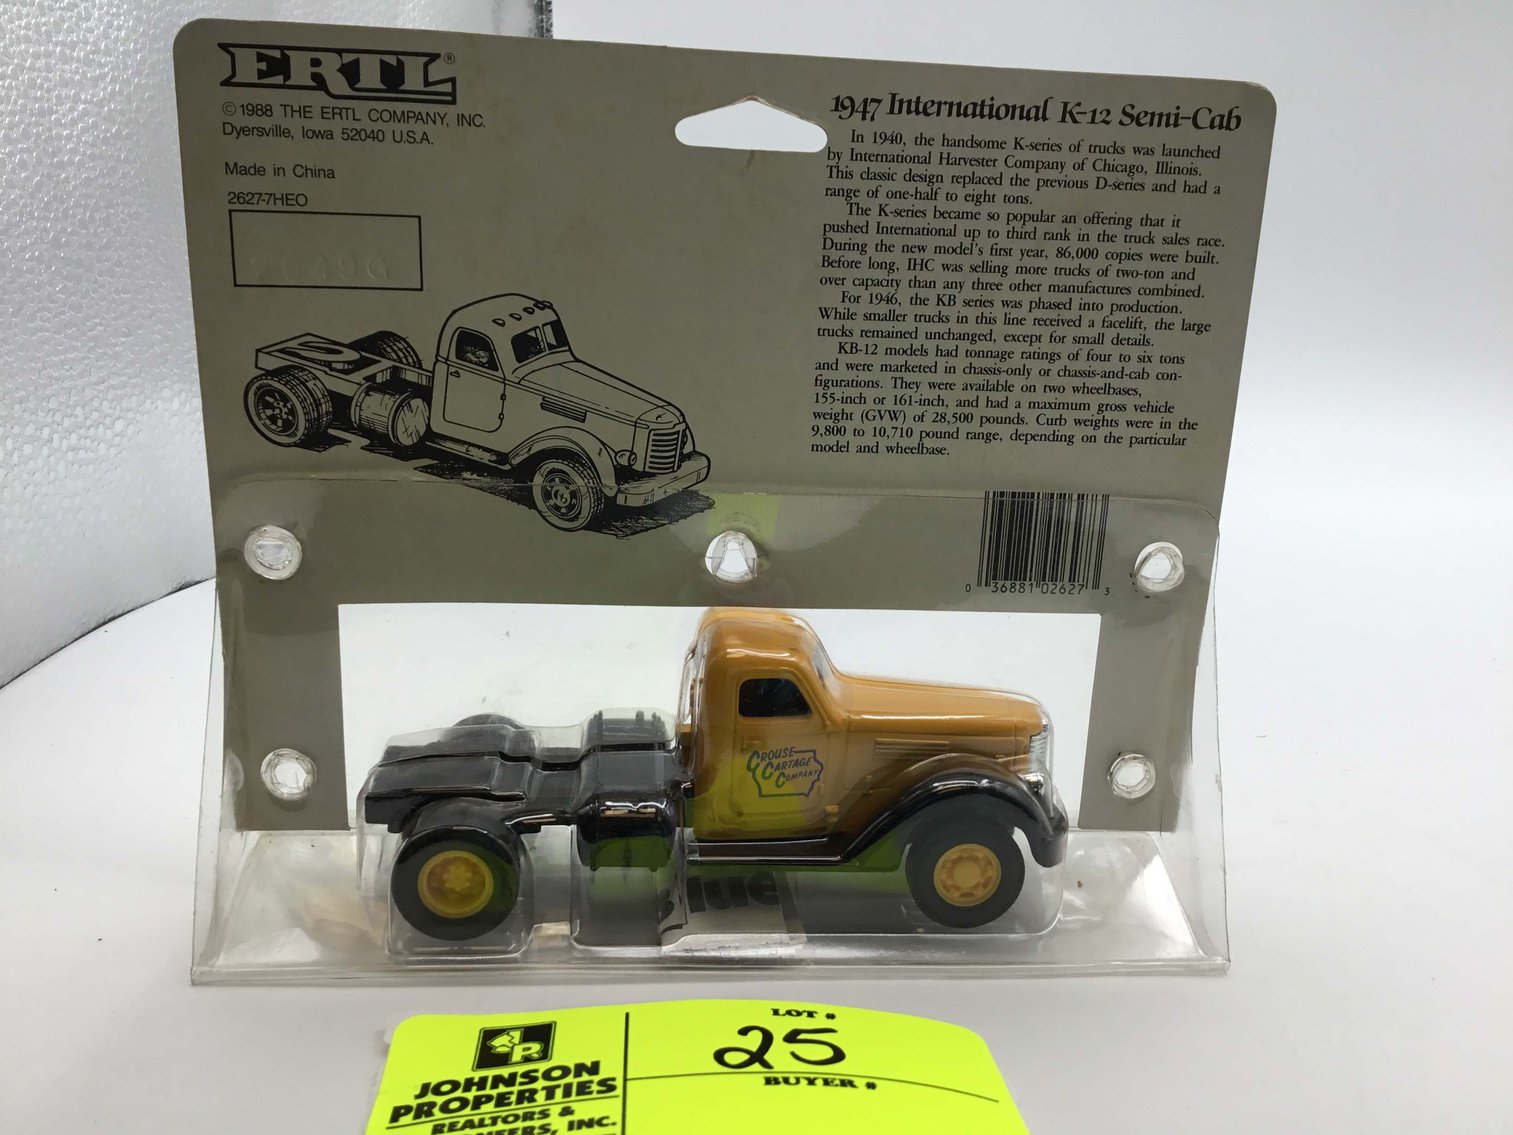 ERTL®
©1988 THE ERTL COMPANY, INC.
Dyersville, Iowa 52040 U.S.A.
Made in China
2627-7HEO
496
1947 International K-12 Semi-Cab
In 1940, the handsome K-series of trucks was launched
by International Harvester Company of Chicago, Illinois.
This classic design replaced the previous D-series and had a
range of one-half to eight tons.
The K-series became so popular an offering that it
pushed International up to third rank in the truck sales race.
During the new model's first year, 86,000 copies were built.
Before long, IHC was selling more trucks of two-ton and
over capacity than any three other manufactures combined.
For 1946, the KB series was phased into production.
While smaller trucks in this line received a facelift, the large
trucks remained unchanged, except for small details.
KB-12 models had tonnage ratings of four to six tons
and were marketed in chassis-only or chassis-and-cab con-
figurations. They were available on two wheelbases,
155-inch or 161-inch, and had a maximum gross vehicle
weight (GVW) of 28,500 pounds. Curb weights were in the
9,800 to 10,710 pound range, depending on the particular
model and wheelbase.
0 36881 02627 3
CROUSE
CARTAGE
COMPANY
LOT #
25
BUYER #
JOHNSON
PROPERTIES
REALTORS &
INC.